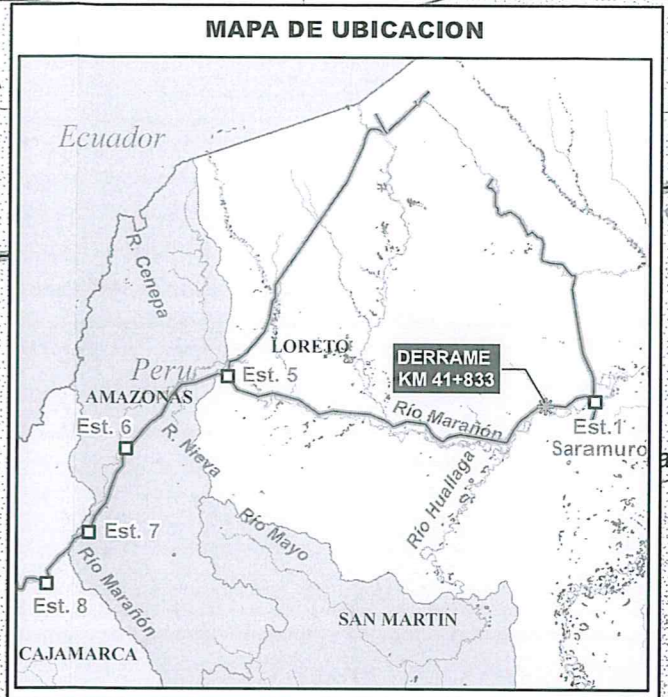 MAPA DE UBICACION
Ecuador
R. Cenepa
LORETO
DERRAME
KM 41+833
Peru
Est. 5
AMAZONAS
Río Marañón
Est.1
Saramuro
Est. 6
R. Nieva
Río Huallaga
Río Mayo
Est. 7
Río Marañón
Est. 8
SAN MARTIN
CAJAMARCA